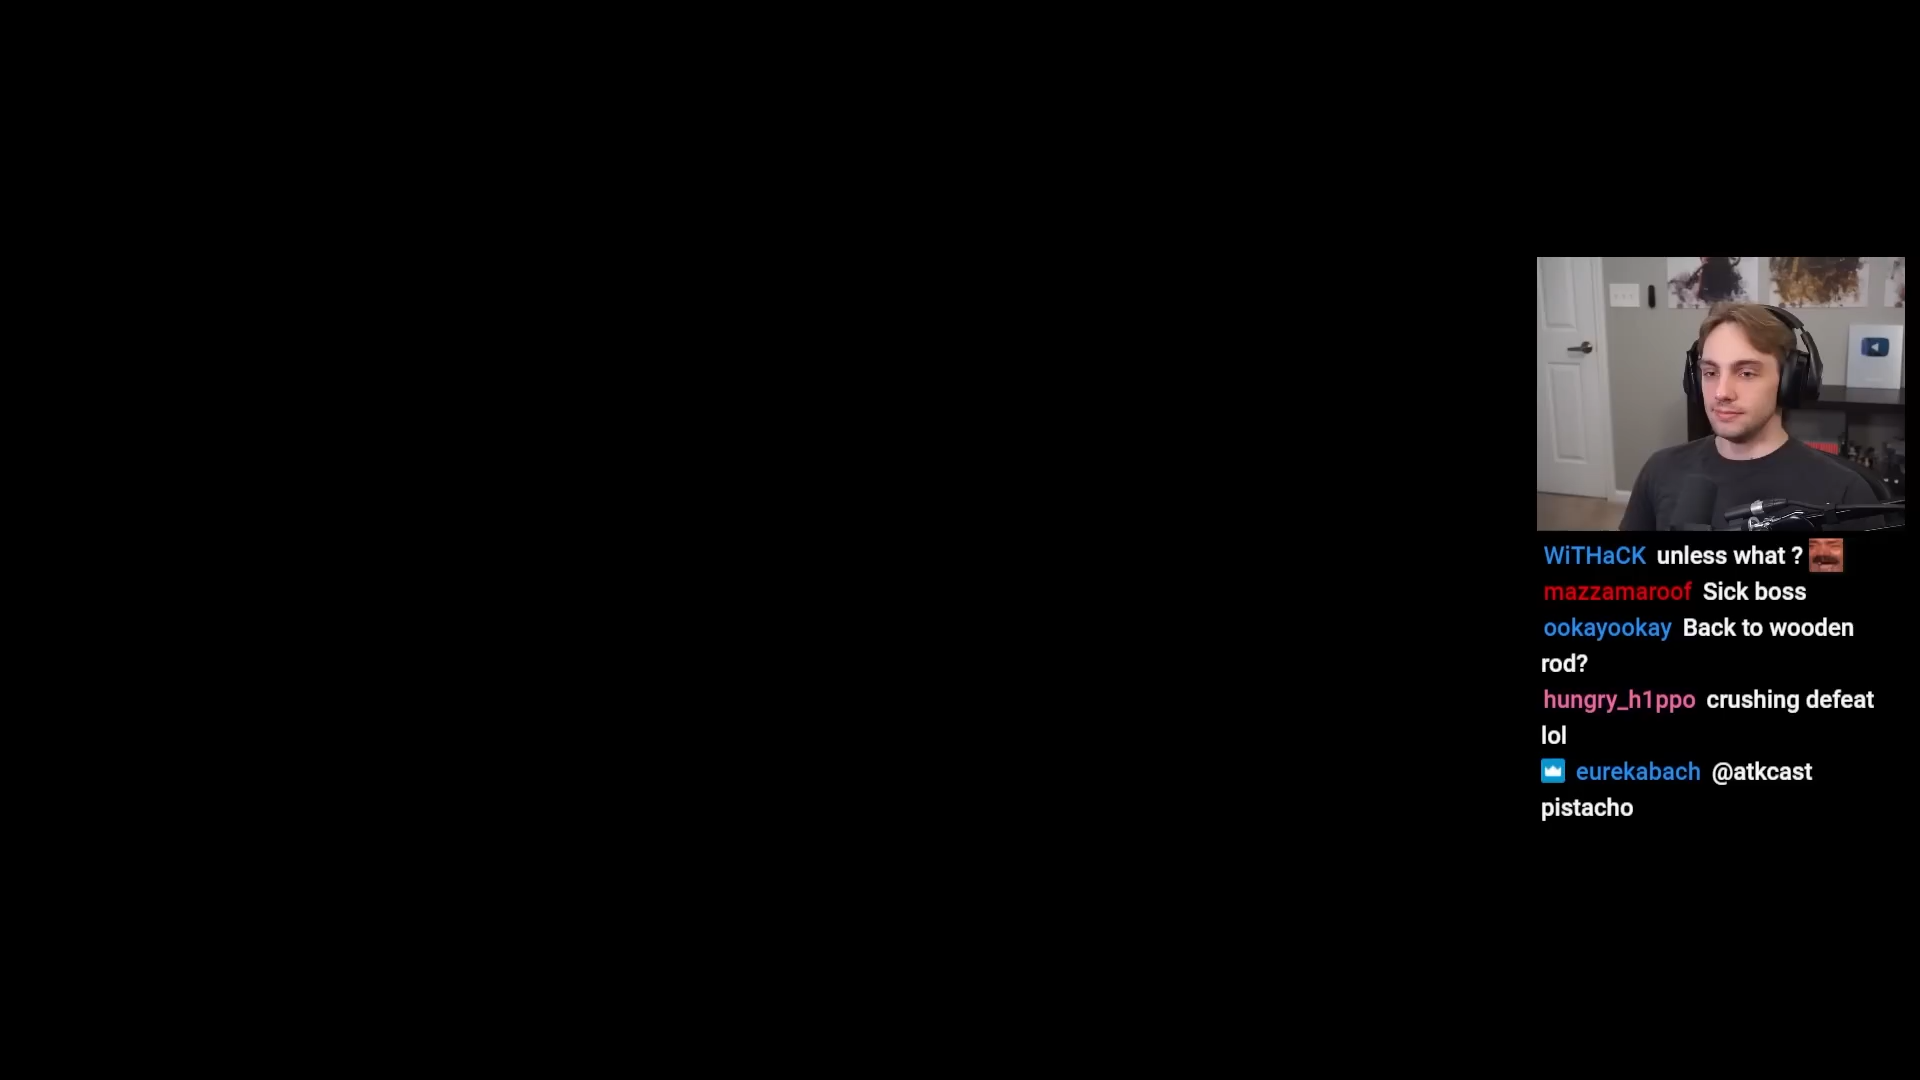 WiTHaCK unless what ?
mazzamaroof Sick boss
ookayookay Back to wooden
rod?
hungry_h1ppo crushing defeat
lol
eurekabach @atkcast
pistacho